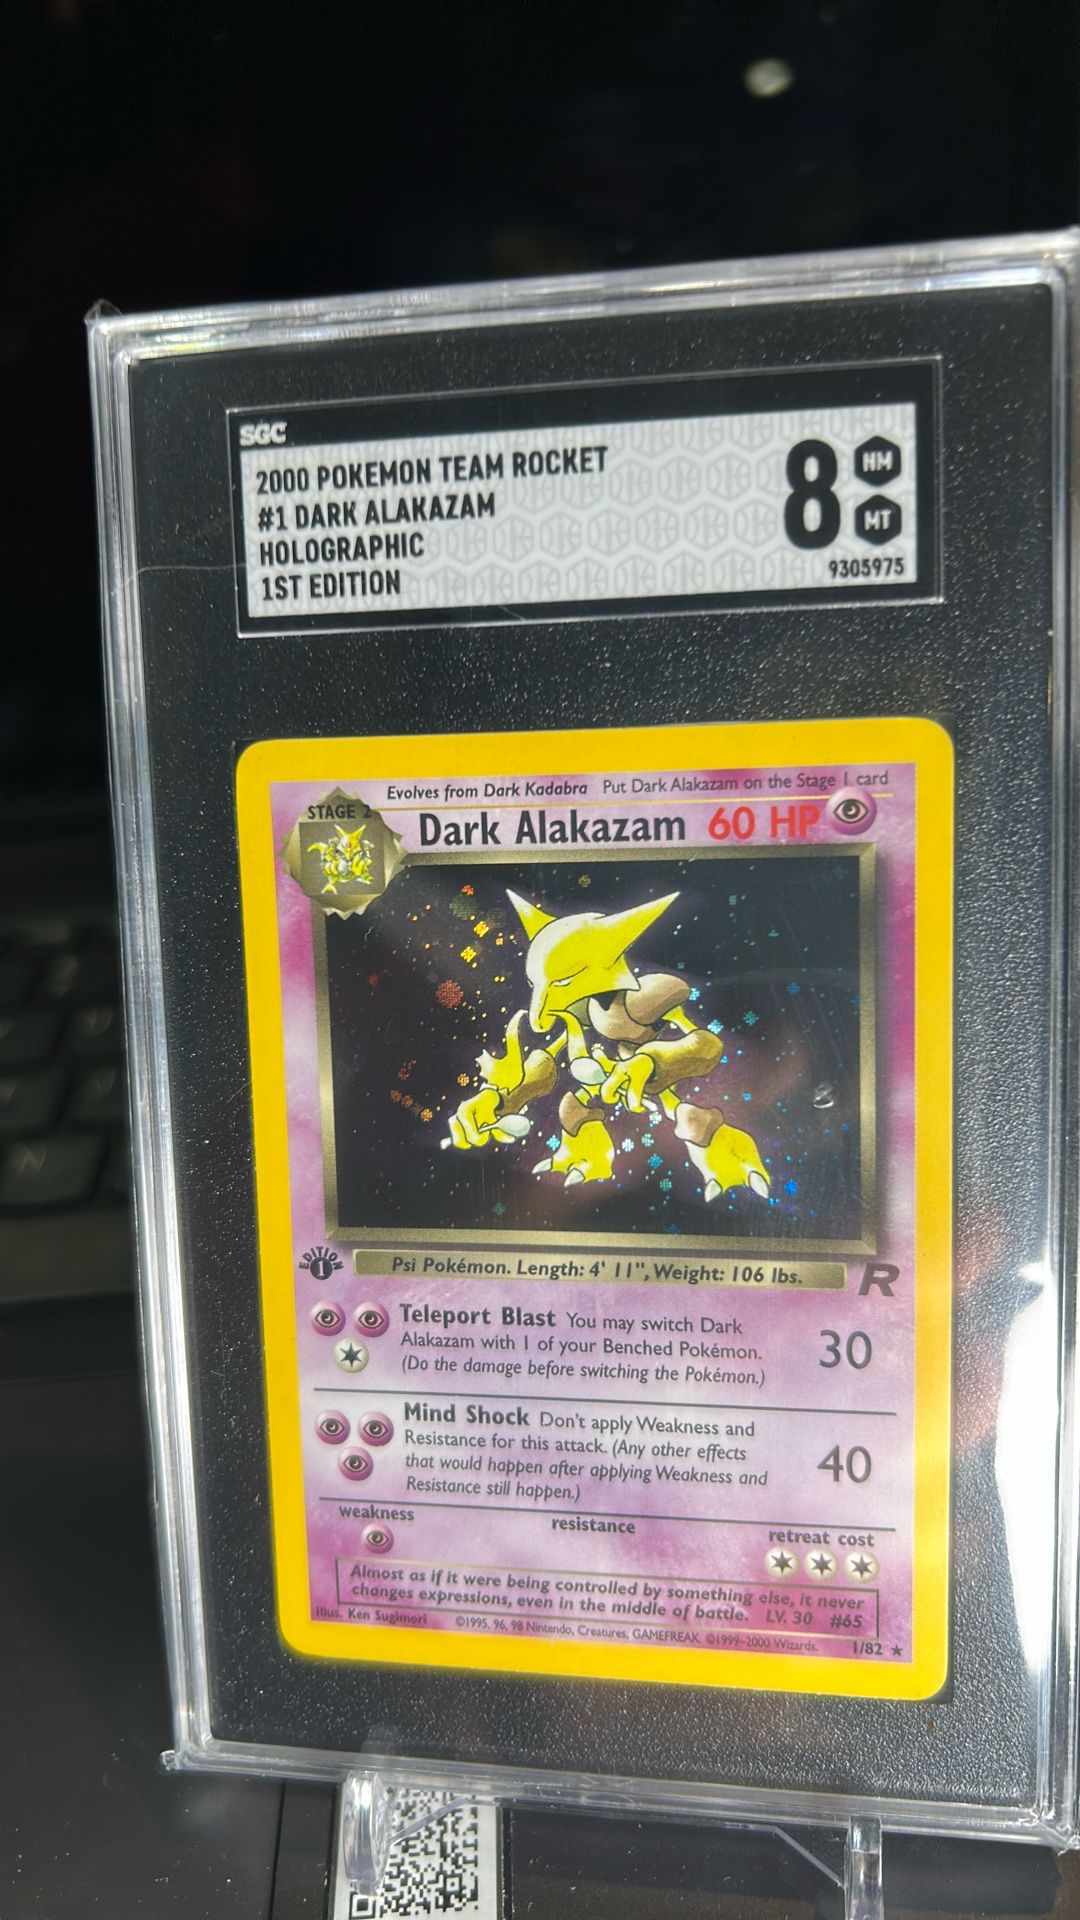 SGC
2000 POKEMON TEAM ROCKET
#1 DARK ALAKAZAM
HOLOGRAPHIC
1ST EDITION
8
NM
MT
9305975
Evolves from Dark Kadabra Put Dark Alakazam on the Stage 1 card
STAGE 2
Dark Alakazam 60 HP
EDITION
1
Psi Pokémon. Length: 4' 11", Weight: 106 lbs.
R
Teleport Blast You may switch Dark
Alakazam with 1 of your Benched Pokémon.
(Do the damage before switching the Pokémon.)
30
Mind Shock Don't apply Weakness and
Resistance for this attack. (Any other effects
that would happen after applying Weakness and
Resistance still happen.)
40
weakness
resistance
retreat cost
Almost as if it were being controlled by something else, it never
changes expressions, even in the middle of battle. LV. 30 #65
Illus. Ken Sugimori ©1995, 96, 98 Nintendo, Creatures, GAMEFREAK. ©1999-2000 Wizards. 1/82 ★